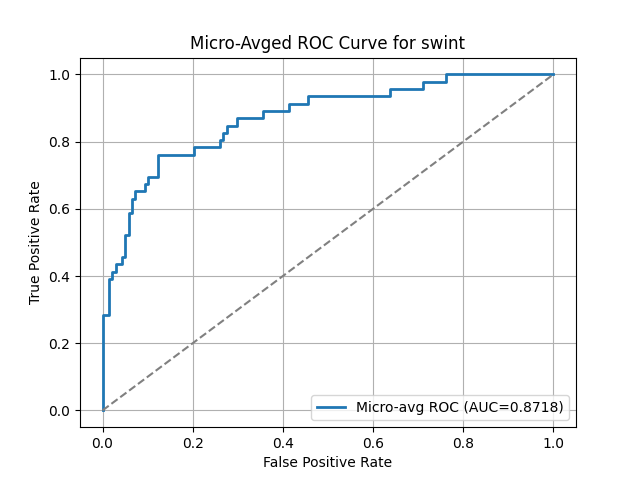 Micro-Avged ROC Curve for swint
True Positive Rate
1.0
0.8
0.6
0.4
0.2
0.0
Micro-avg ROC (AUC=0.8718)
0.0 0.2 0.4 0.6 0.8 1.0
False Positive Rate